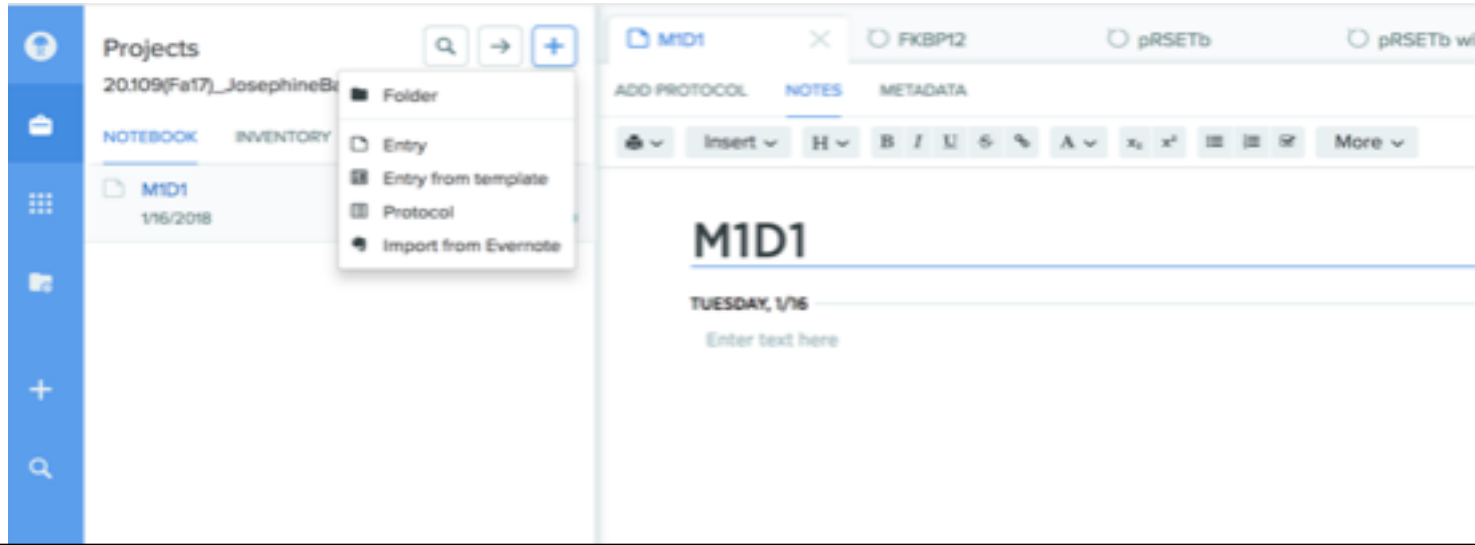 Projects
20.109(Fa17)_JosephineBa
NOTEBOOK INVENTORY
M1D1
1/16/2018
Folder
Entry
Entry from template
Protocol
Import from Evernote
M1D1 FKBP12 pRSETb pRSETb wi
ADD PROTOCOL NOTES METADATA
Insert H B I U S A x₂ x² More
M1D1
TUESDAY, 1/16
Enter text here